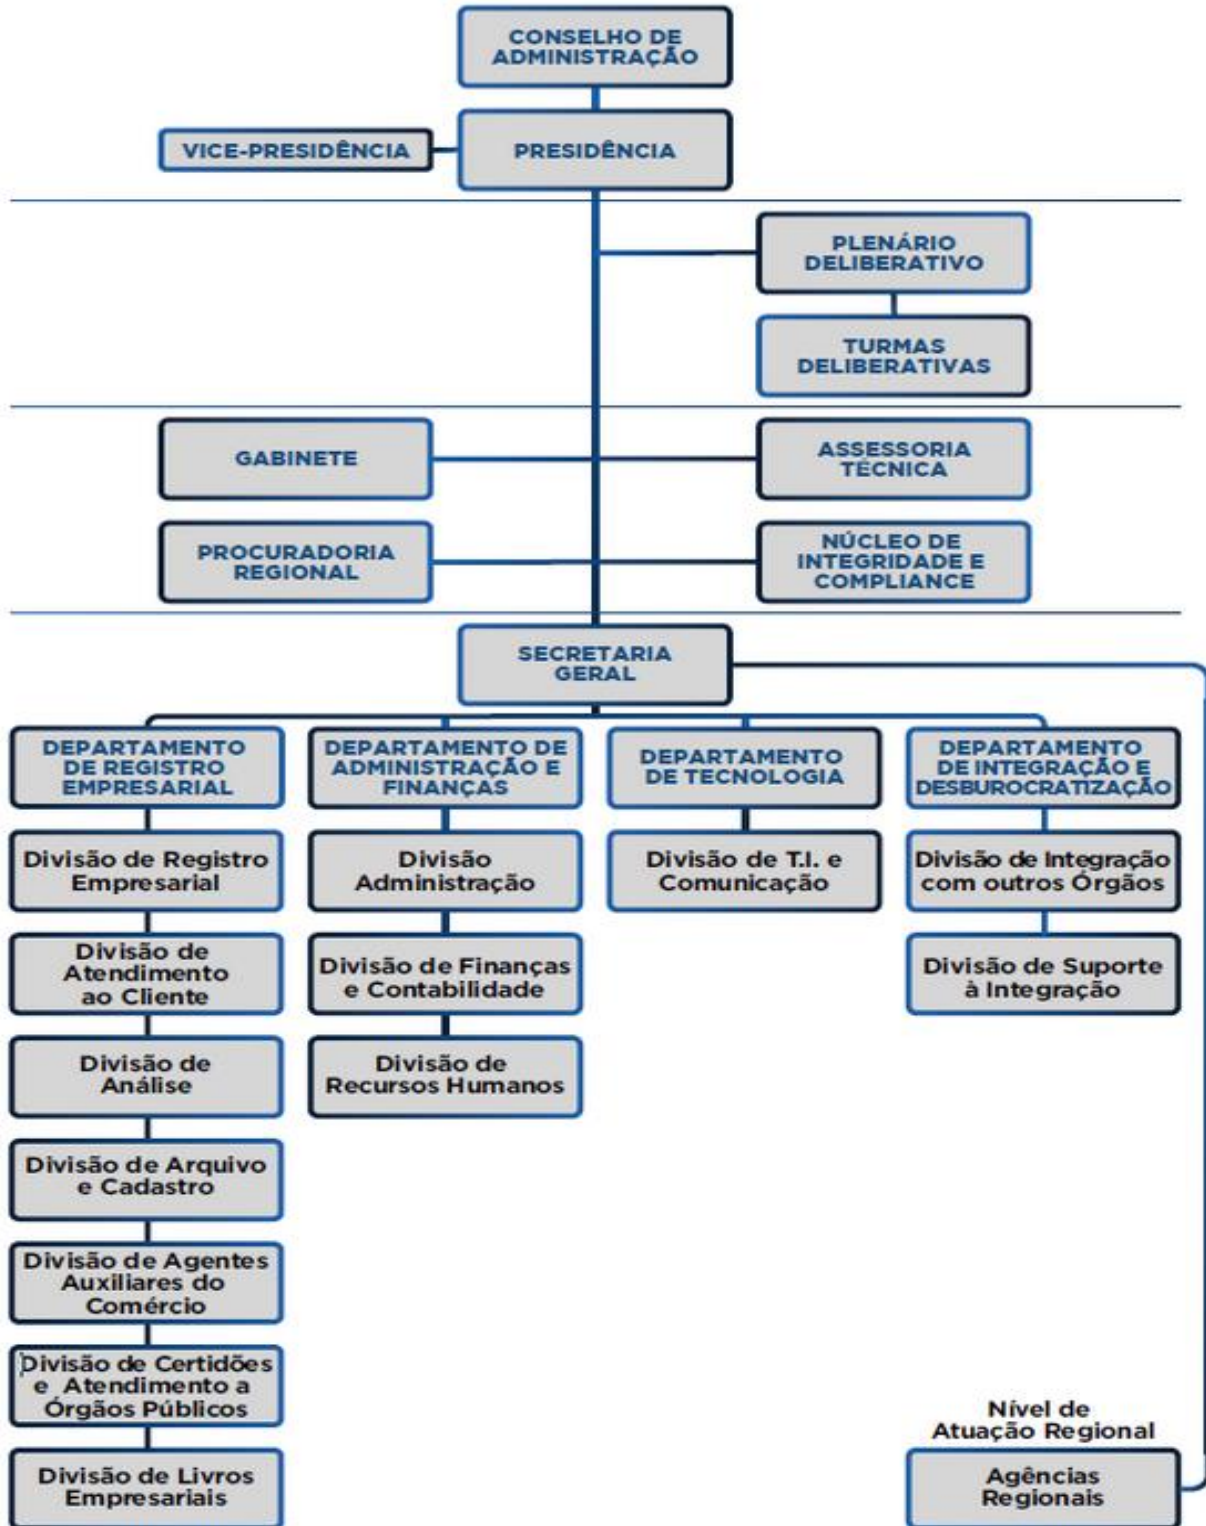 CONSELHO DE
ADMINISTRAÇÃO
VICE-PRESIDÊNCIA
PRESIDÊNCIA
PLENÁRIO
DELIBERATIVO
TURMAS
DELIBERATIVAS
GABINETE
ASSESSORIA
TÉCNICA
PROCURADORIA
REGIONAL
NÚCLEO DE
INTEGRIDADE E
COMPLIANCE
SECRETARIA
GERAL
DEPARTAMENTO
DE REGISTRO
EMPRESARIAL
Divisão de Registro
Empresarial
Divisão de
Atendimento
ao Cliente
Divisão de
Análise
Divisão de Arquivo
e Cadastro
Divisão de Agentes
Auxiliares do
Comércio
Divisão de Certidões
e Atendimento a
Órgãos Públicos
Divisão de Livros
Empresariais
DEPARTAMENTO DE
ADMINISTRAÇÃO E
FINANÇAS
Divisão
Administração
Divisão de Finanças
e Contabilidade
Divisão de
Recursos Humanos
DEPARTAMENTO
DE TECNOLOGIA
Divisão de T.I. e
Comunicação
DEPARTAMENTO
DE INTEGRAÇÃO E
DESBUROCRATIZAÇÃO
Divisão de Integração
com outros Órgãos
Divisão de Suporte
à Integração
Nível de
Atuação Regional
Agências
Regionais